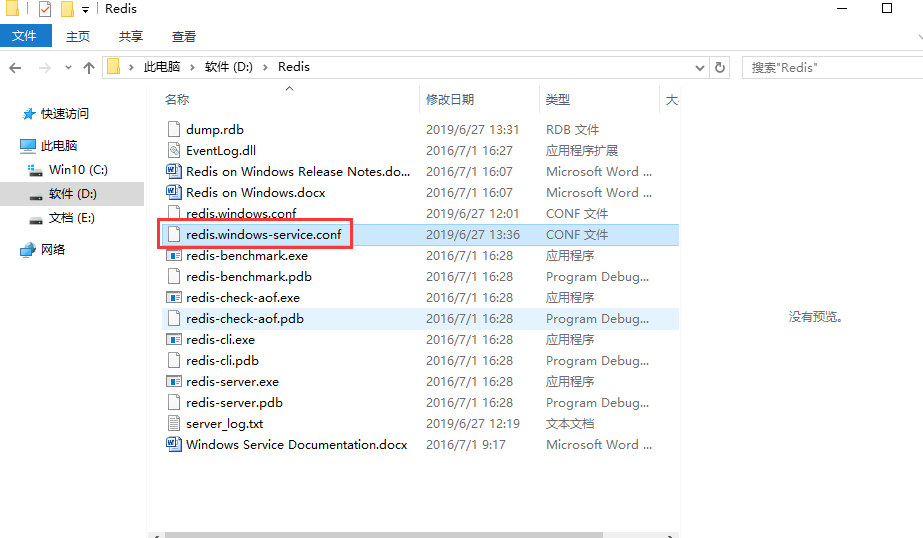 Redis
文件 主页 共享 查看
此电脑 软件 (D:) Redis 搜索"Redis"
快速访问
此电脑
Win10 (C:)
软件 (D:)
文档 (E:)
网络
名称 修改日期 类型 大
dump.rdb 2019/6/27 13:31 RDB 文件
EventLog.dll 2016/7/1 16:27 应用程序扩展
Redis on Windows Release Notes.do... 2016/7/1 16:07 Microsoft Word ...
Redis on Windows.docx 2016/7/1 16:07 Microsoft Word ...
redis.windows.conf 2019/6/27 12:01 CONF 文件
redis.windows-service.conf 2019/6/27 13:36 CONF 文件
redis-benchmark.exe 2016/7/1 16:28 应用程序
redis-benchmark.pdb 2016/7/1 16:28 Program Debug...
redis-check-aof.exe 2016/7/1 16:28 应用程序
redis-check-aof.pdb 2016/7/1 16:28 Program Debug...
redis-cli.exe 2016/7/1 16:28 应用程序
redis-cli.pdb 2016/7/1 16:28 Program Debug...
redis-server.exe 2016/7/1 16:28 应用程序
redis-server.pdb 2016/7/1 16:28 Program Debug...
server_log.txt 2019/6/27 12:19 文本文档
Windows Service Documentation.docx 2016/7/1 9:17 Microsoft Word ...
没有预览。